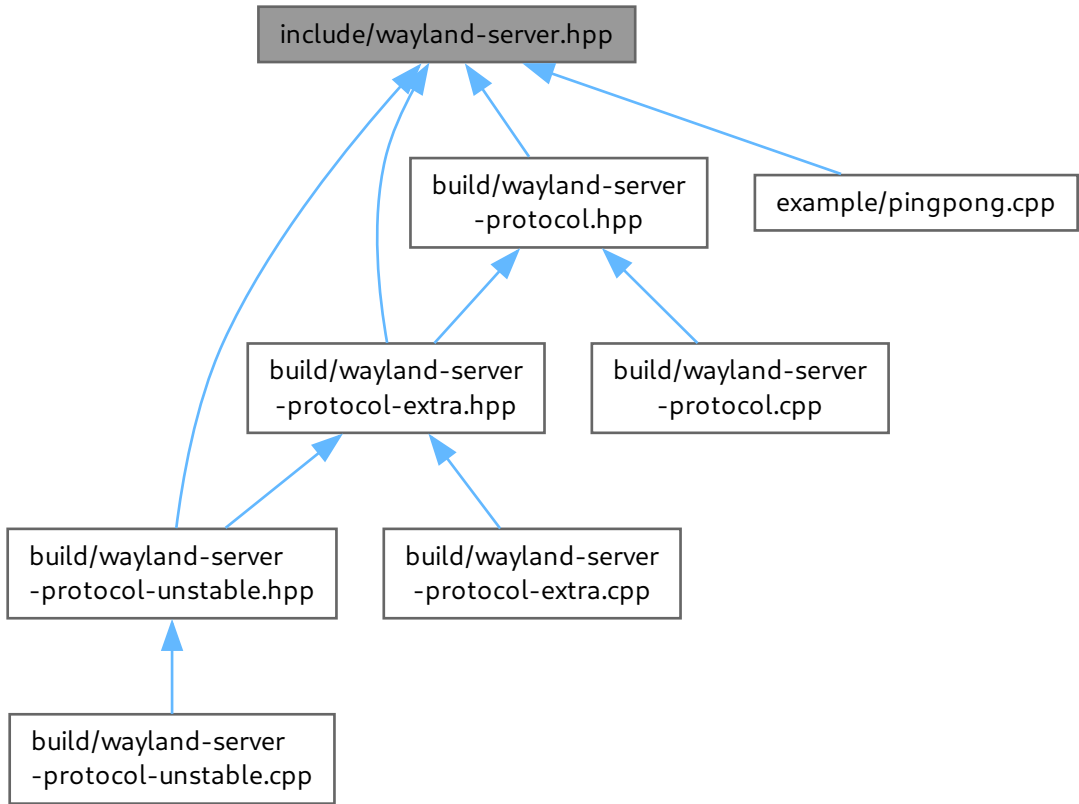 include/wayland-server.hpp
build/wayland-server
-protocol.hpp
example/pingpong.cpp
build/wayland-server
-protocol-extra.hpp
build/wayland-server
-protocol.cpp
build/wayland-server
-protocol-unstable.hpp
build/wayland-server
-protocol-extra.cpp
build/wayland-server
-protocol-unstable.cpp